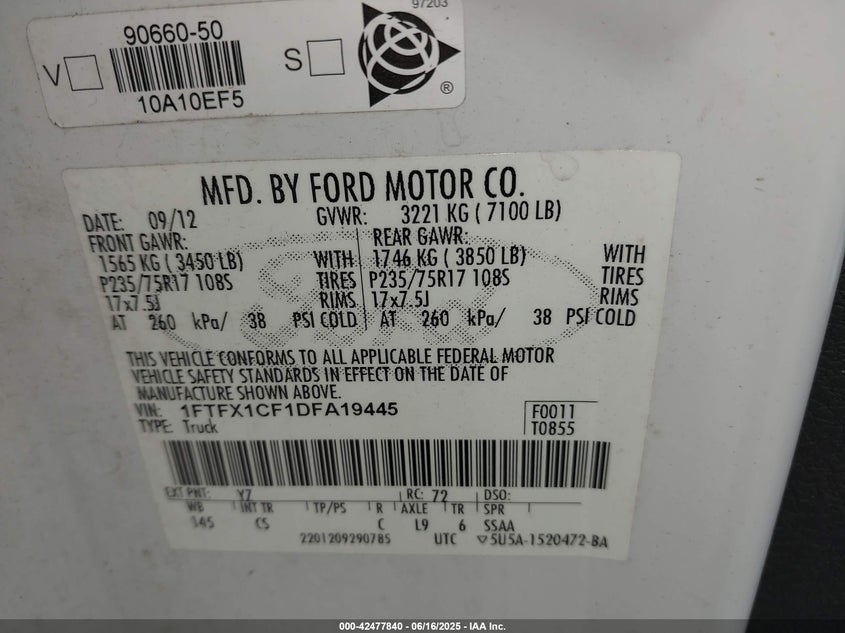 97203
90660-50
V
S
10A10EF5
®
MFD. BY FORD MOTOR CO.
DATE: 09/12 GVWR: 3221 KG ( 7100 LB)
FRONT GAWR: REAR GAWR:
1565 KG ( 3450 LB) WITH 1746 KG ( 3850 LB) WITH
P235/75R17 108S TIRES P235/75R17 108S TIRES
17x7.5J RIMS 17x7.5J RIMS
AT 260 kPa/ 38 PSI COLD AT 260 kPa/ 38 PSI COLD
THIS VEHICLE CONFORMS TO ALL APPLICABLE FEDERAL MOTOR
VEHICLE SAFETY STANDARDS IN EFFECT ON THE DATE OF
MANUFACTURE SHOWN ABOVE.
VIN: 1FTFX1CF1DFA19445 F0011
TYPE: Truck T0855
EXT PNT: YZ RC: 72 DSO:
WB INT TR TP/PS R AXLE TR SPR
145 CS C L9 6 SSAA
2201209290785 UTC ▽5U5A-1520472-BA
000-42477840 - 06/16/2025 - IAA Inc.